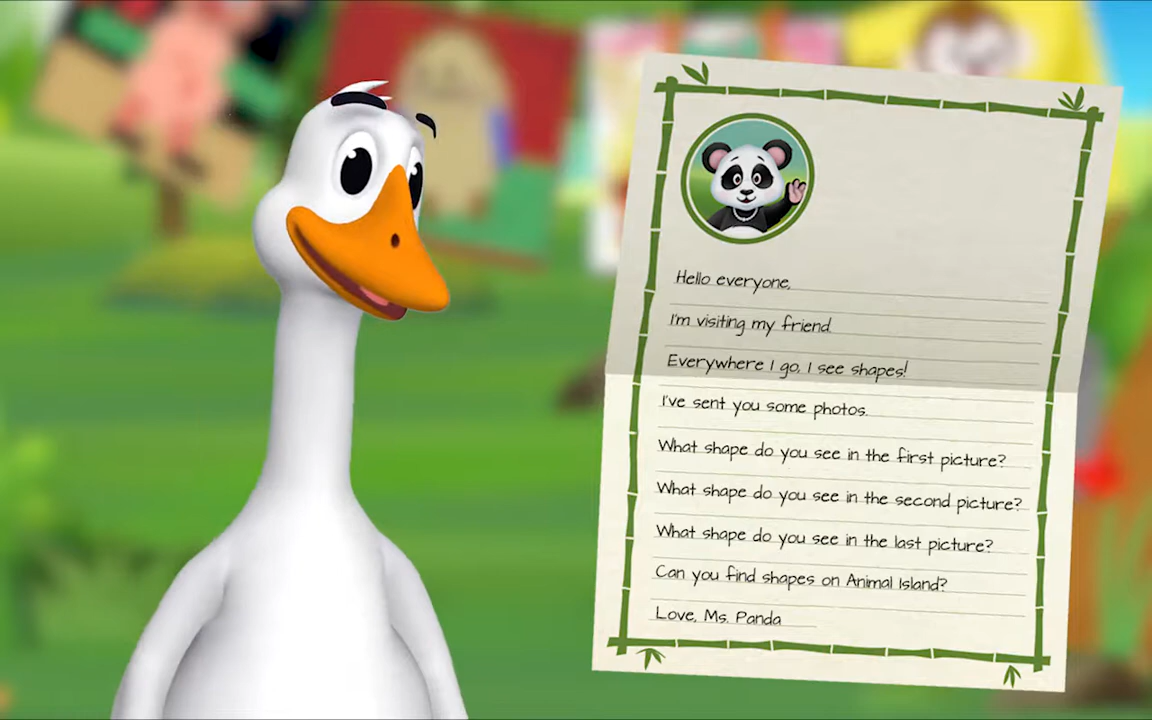 Hello everyone,
I'm visiting my friend.
Everywhere I go, I see shapes!
I've sent you some photos.
What shape do you see in the first picture?
What shape do you see in the second picture?
What shape do you see in the last picture?
Can you find shapes on Animal Island?
Love, Ms. Panda